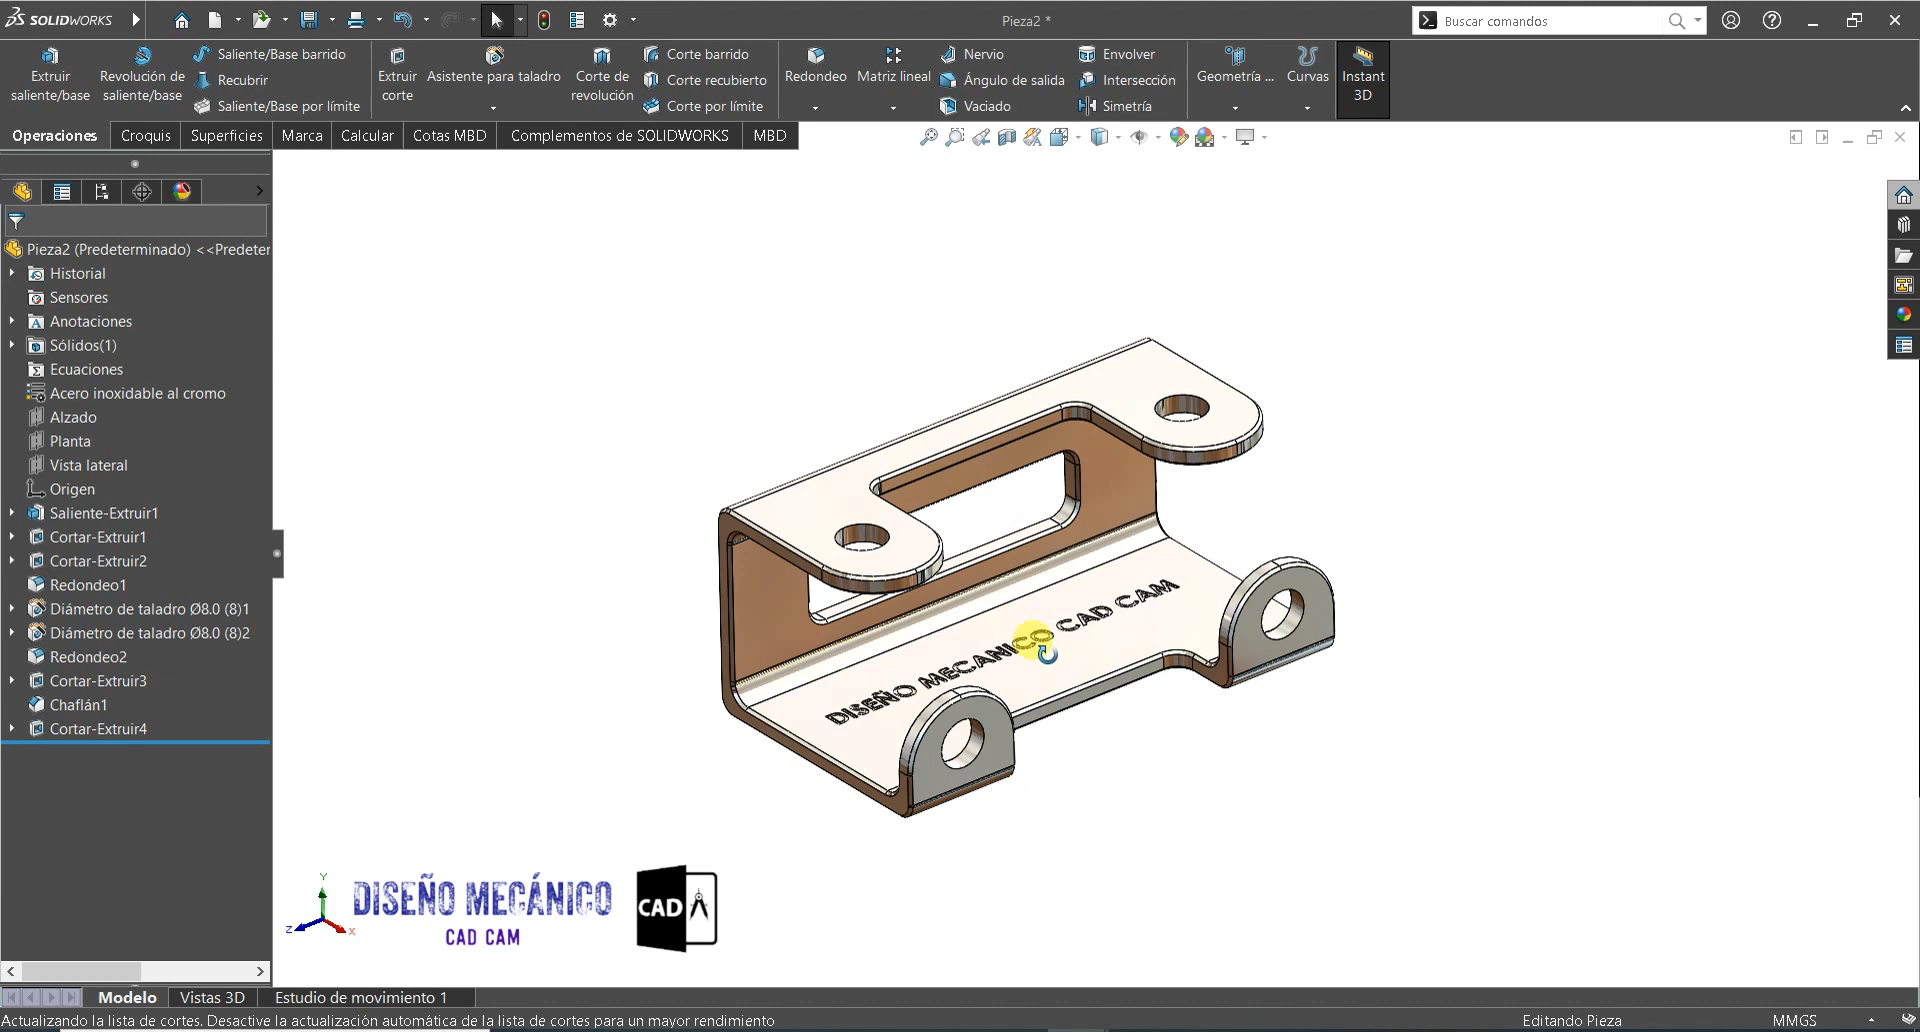 SOLIDWORKS
Pieza2 *
Buscar comandos
Extruir saliente/base
Revolución de saliente/base
Saliente/Base barrido
Recubrir
Saliente/Base por límite
Extruir corte
Asistente para taladro
Corte de revolución
Corte barrido
Corte recubierto
Corte por límite
Redondeo
Matriz lineal
Nervio
Ángulo de salida
Vaciado
Envolver
Intersección
Simetría
Geometría ...
Curvas
Instant 3D
Operaciones
Croquis
Superficies
Marca
Calcular
Cotas MBD
Complementos de SOLIDWORKS
MBD
Pieza2 (Predeterminado) <<Predeter
Historial
Sensores
Anotaciones
Sólidos(1)
Ecuaciones
Acero inoxidable al cromo
Alzado
Planta
Vista lateral
Origen
Saliente-Extruir1
Cortar-Extruir1
Cortar-Extruir2
Redondeo1
Diámetro de taladro Ø8.0 (8)1
Diámetro de taladro Ø8.0 (8)2
Redondeo2
Cortar-Extruir3
Chaflán1
Cortar-Extruir4
DISEÑO MECANICO CAD CAM
Y
Z
X
DISEÑO MECÁNICO
CAD CAM
CAD
Modelo
Vistas 3D
Estudio de movimiento 1
Actualizando la lista de cortes. Desactive la actualización automática de la lista de cortes para un mayor rendimiento
Editando Pieza
MMGS